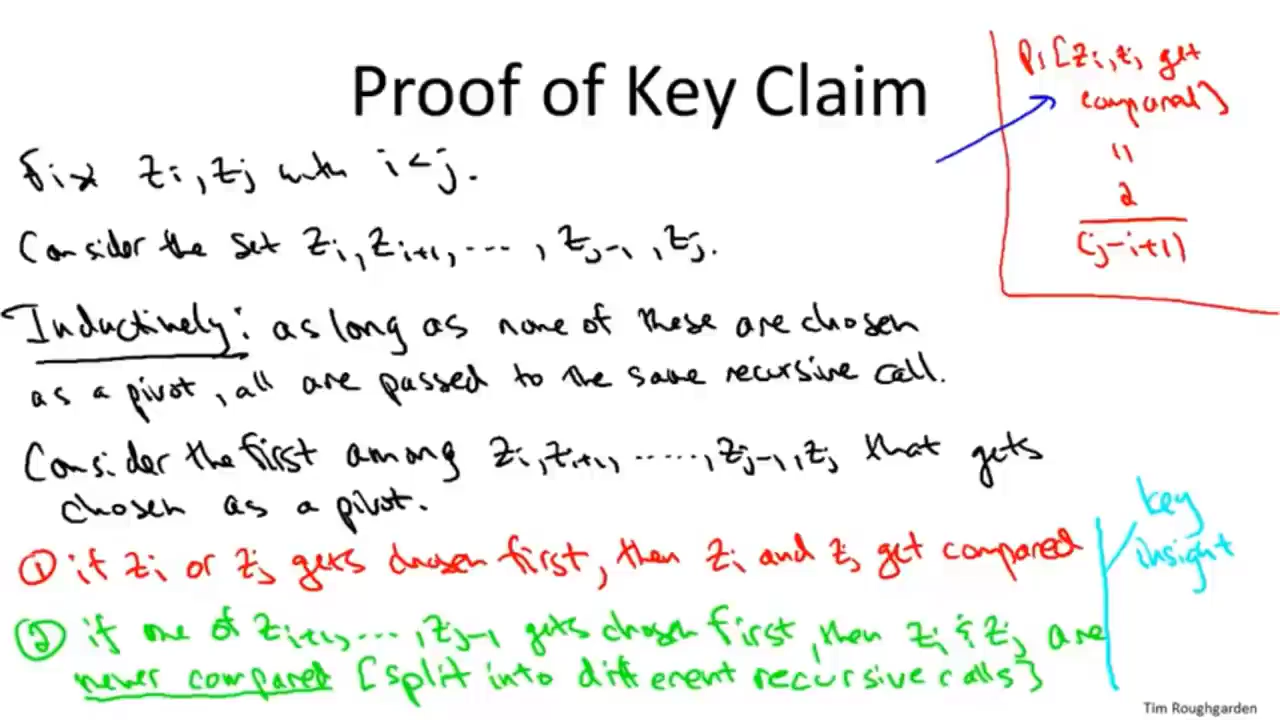 Proof of Key Claim
Pr[zi,zj get
compared]
"
2
(j-i+1)
fix zi,zj with i<j.
Consider the set zi,zi+1,...,zj-1,zj.
Inductively: as long as none of these are chosen
as a pivot, all are passed to the same recursive call.
Consider the first among zi,zi+1,.....,zj-1,zj that gets
chosen as a pivot.
① if zi or zj gets chosen first, then zi and zj get compared
② if one of zi+1,...,zj-1 gets chosen first, then zi & zj are
never compared [split into different recursive calls]
key
insight
Tim Roughgarden